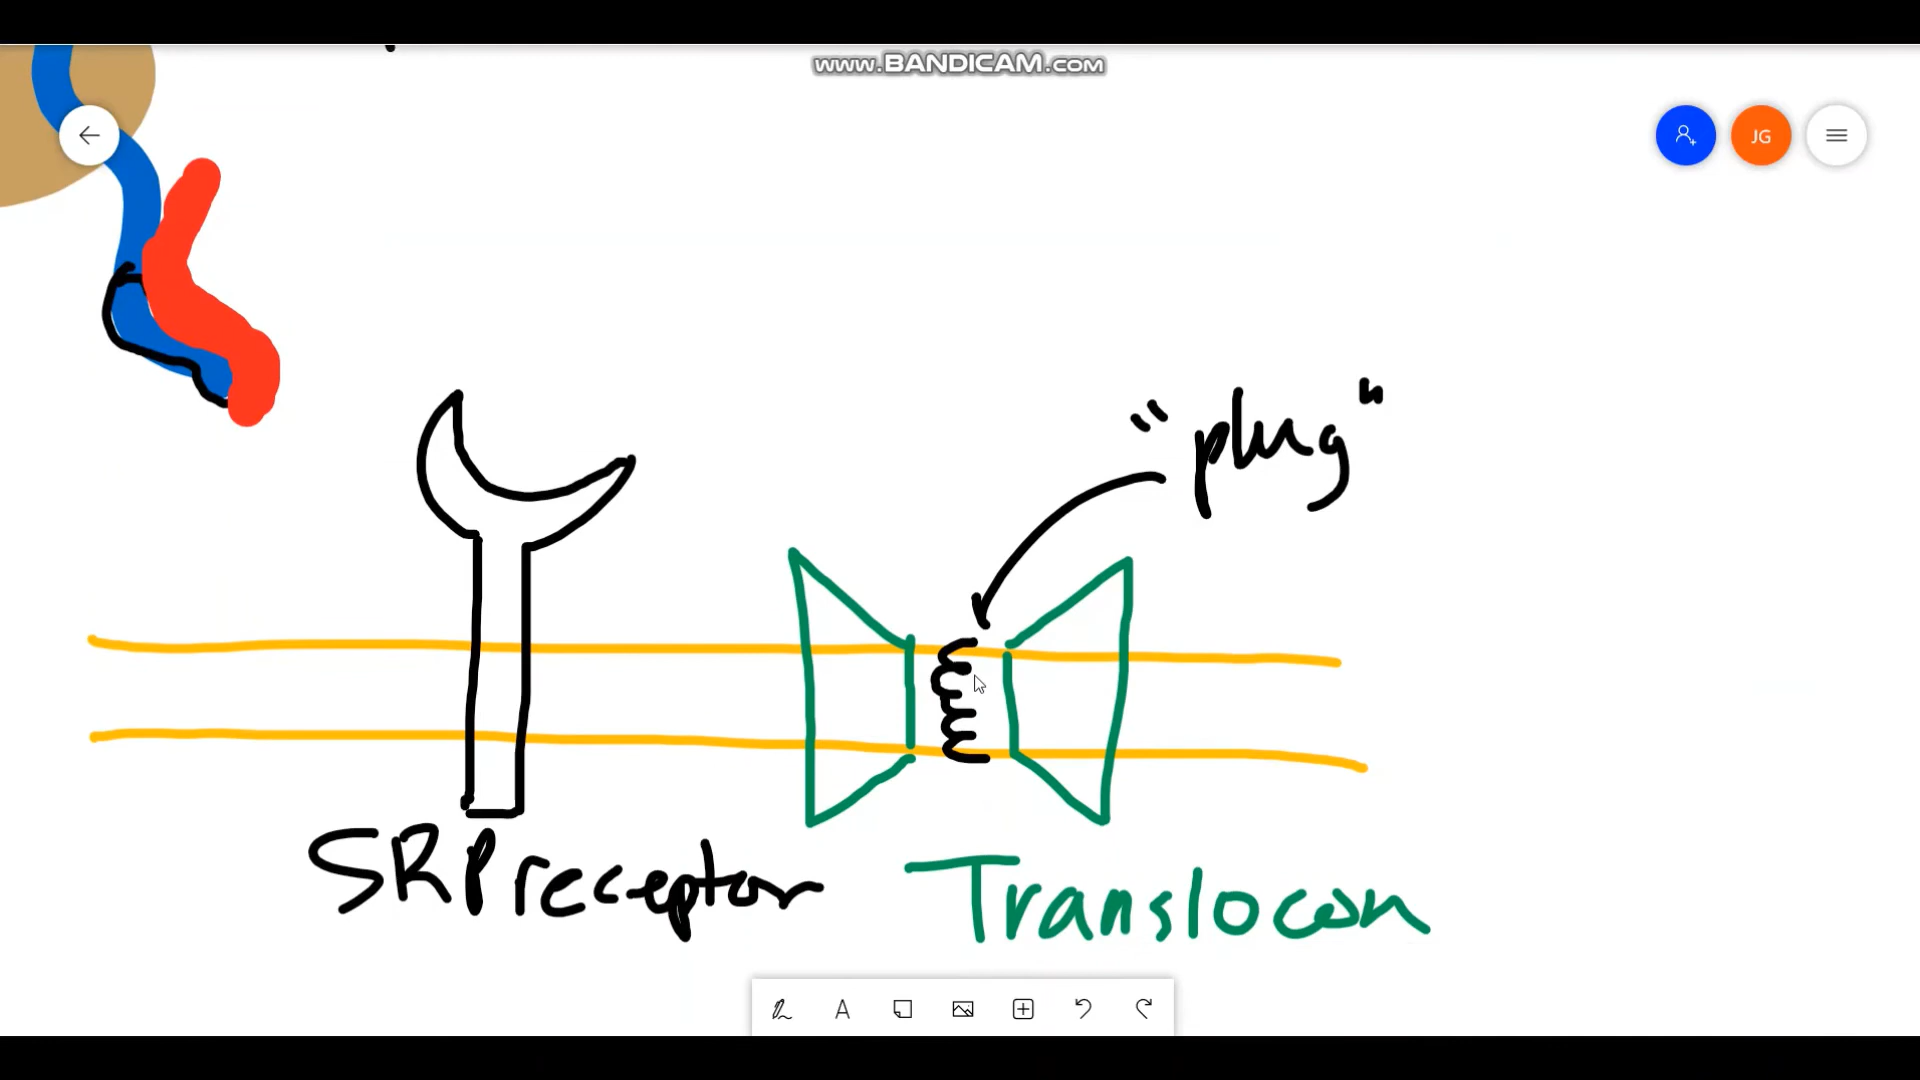 www.BANDICAM.com
JG
"plug"
SRP receptor
Translocon
A